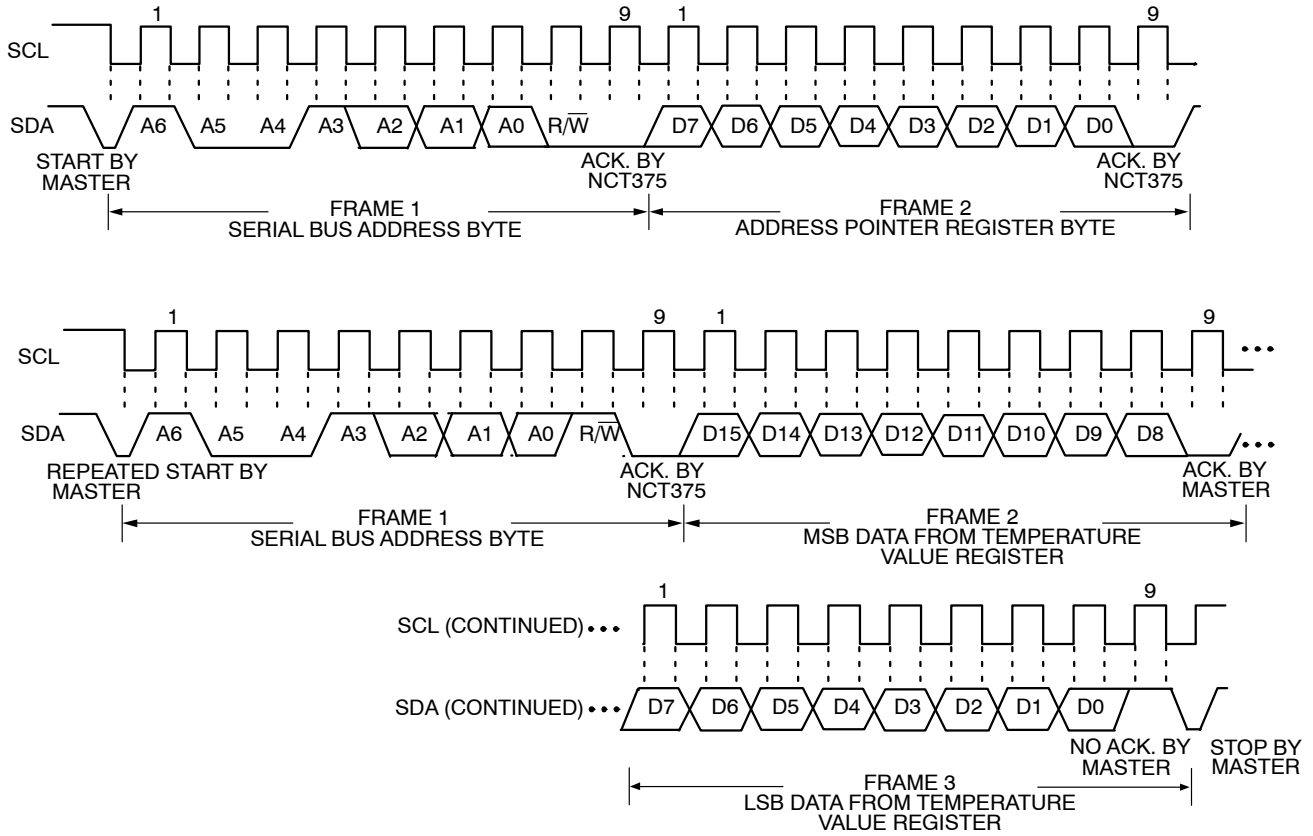 1 9 1 9
SCL
SDA A6 A5 A4 A3 A2 A1 A0 R/W̅ D7 D6 D5 D4 D3 D2 D1 D0
START BY
MASTER
ACK. BY
NCT375
ACK. BY
NCT375
FRAME 1
SERIAL BUS ADDRESS BYTE
FRAME 2
ADDRESS POINTER REGISTER BYTE
1 9 1 9
SCL
SDA A6 A5 A4 A3 A2 A1 A0 R/W̅ D15 D14 D13 D12 D11 D10 D9 D8
REPEATED START BY
MASTER
ACK. BY
NCT375
ACK. BY
MASTER
FRAME 1
SERIAL BUS ADDRESS BYTE
FRAME 2
MSB DATA FROM TEMPERATURE
VALUE REGISTER
1 9
SCL (CONTINUED)
SDA (CONTINUED) D7 D6 D5 D4 D3 D2 D1 D0
NO ACK. BY
MASTER
STOP BY
MASTER
FRAME 3
LSB DATA FROM TEMPERATURE
VALUE REGISTER